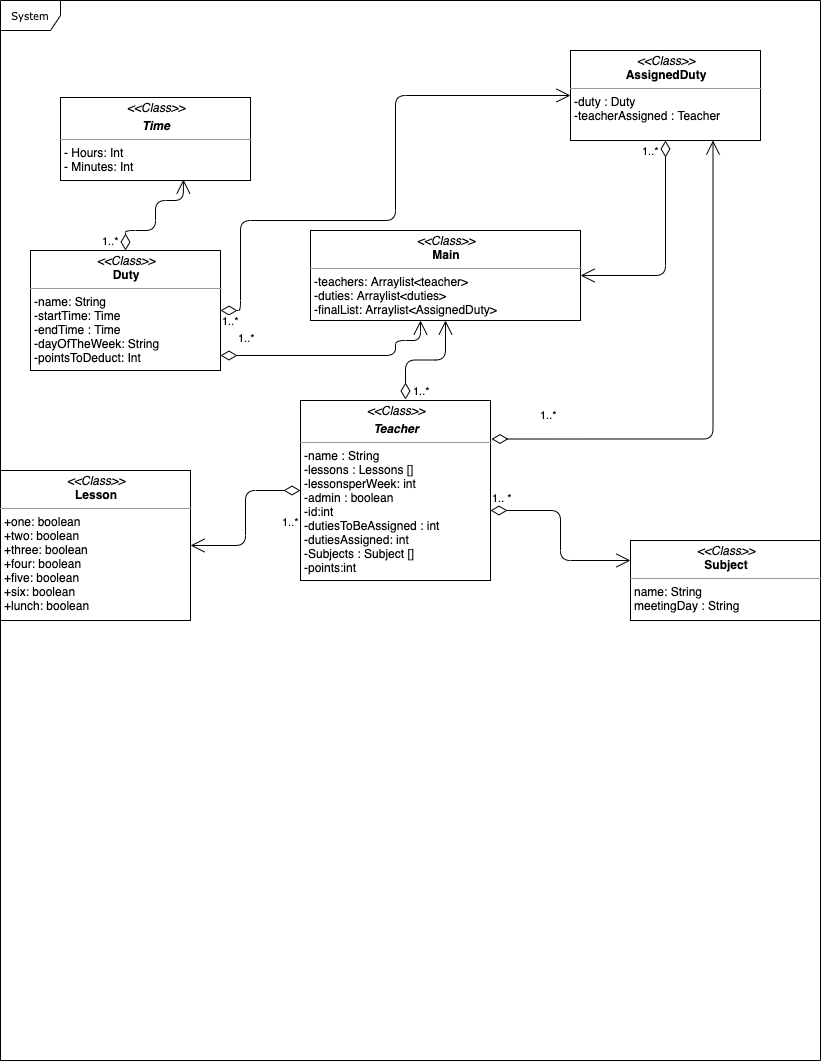 System
<<Class>>
AssignedDuty
-duty : Duty
-teacherAssigned : Teacher
1..*
<<Class>>
Time
- Hours: Int
- Minutes: Int
1..*
<<Class>>
Duty
-name: String
-startTime: Time
-endTime : Time
-dayOfTheWeek: String
-pointsToDeduct: Int
1..*
1..*
<<Class>>
Main
-teachers: Arraylist<teacher>
-duties: Arraylist<duties>
-finalList: Arraylist<AssignedDuty>
1..*
<<Class>>
Teacher
-name : String
-lessons : Lessons []
-lessonsperWeek: int
-admin : boolean
-id:int
-dutiesToBeAssigned : int
-dutiesAssigned: int
-Subjects : Subject []
-points:int
1..*
1.. *
1..*
<<Class>>
Lesson
+one: boolean
+two: boolean
+three: boolean
+four: boolean
+five: boolean
+six: boolean
+lunch: boolean
<<Class>>
Subject
name: String
meetingDay : String